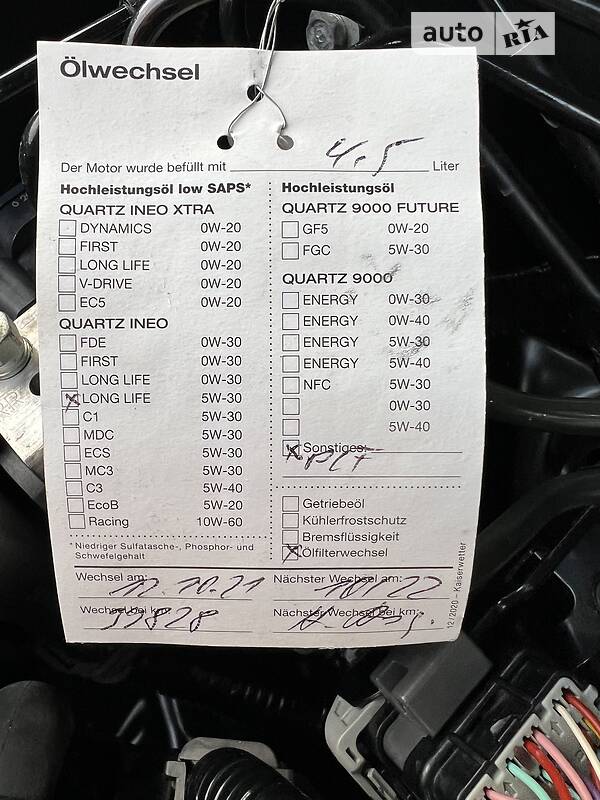 auto RIA
Ölwechsel
Der Motor wurde befüllt mit 4,5 Liter
Hochleistungsöl low SAPS*
QUARTZ INEO XTRA
DYNAMICS 0W-20
FIRST 0W-20
LONG LIFE 0W-20
V-DRIVE 0W-20
EC5 0W-20
QUARTZ INEO
FDE 0W-30
FIRST 0W-30
LONG LIFE 0W-30
LONG LIFE 5W-30
C1 5W-30
MDC 5W-30
ECS 5W-30
MC3 5W-30
C3 5W-40
EcoB 5W-20
Racing 10W-60
* Niedriger Sulfatasche-, Phosphor- und
Schwefelgehalt
Hochleistungsöl
QUARTZ 9000 FUTURE
GF5 0W-20
FGC 5W-30
QUARTZ 9000
ENERGY 0W-30
ENERGY 0W-40
ENERGY 5W-30
ENERGY 5W-40
NFC 5W-30
0W-30
5W-40
Sonstiges:
Getriebeöl
Kühlerfrostschutz
Bremsflüssigkeit
Ölfilterwechsel
Wechsel am: 12.10.21
Nächster Wechsel am: 10/22
Wechsel bei km:
Nächster Wechsel bei km:
12/2020 – Kaiserwetter